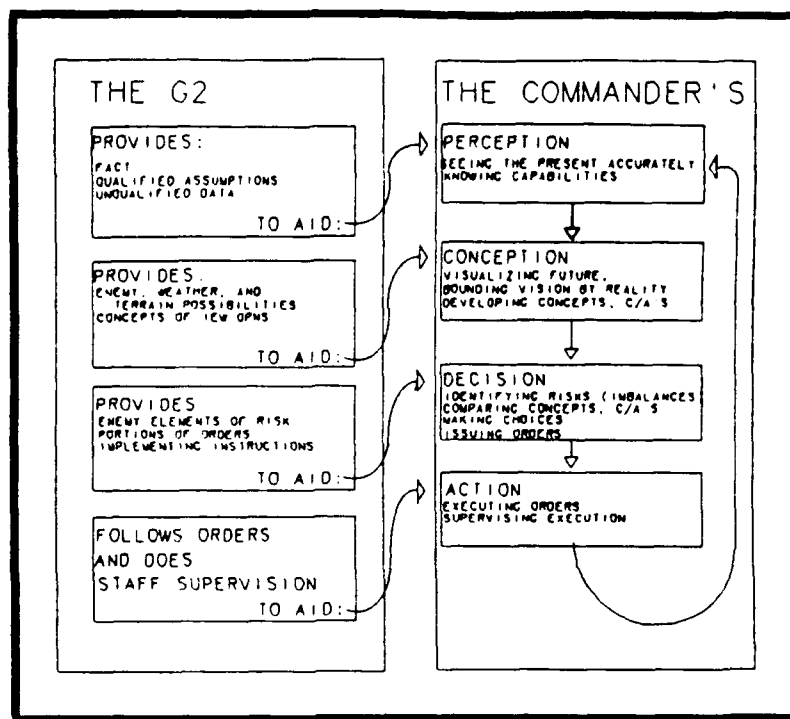 THE G2
PROVIDES:
FACT
QUALIFIED ASSUMPTIONS
UNQUALIFIED DATA
TO AID:
PROVIDES.
ENEMY, WEATHER, AND
TERRAIN POSSIBILITIES
CONCEPTS OF IEW OPNS
TO AID:
PROVIDES
ENEMY ELEMENTS OF RISK
PORTIONS OF ORDERS
IMPLEMENTING INSTRUCTIONS
TO AID:
FOLLOWS ORDERS
AND DOES
STAFF SUPERVISION
TO AID:
THE COMMANDER'S
PERCEPTION
SEEING THE PRESENT ACCURATELY
KNOWING CAPABILITIES
CONCEPTION
VISUALIZING FUTURE,
BOUNDING VISION BY REALITY
DEVELOPING CONCEPTS, C/A'S
DECISION
IDENTIFYING RISKS (IMBALANCES
COMPARING CONCEPTS, C/A'S
MAKING CHOICES
ISSUING ORDERS
ACTION
EXECUTING ORDERS
SUPERVISING EXECUTION